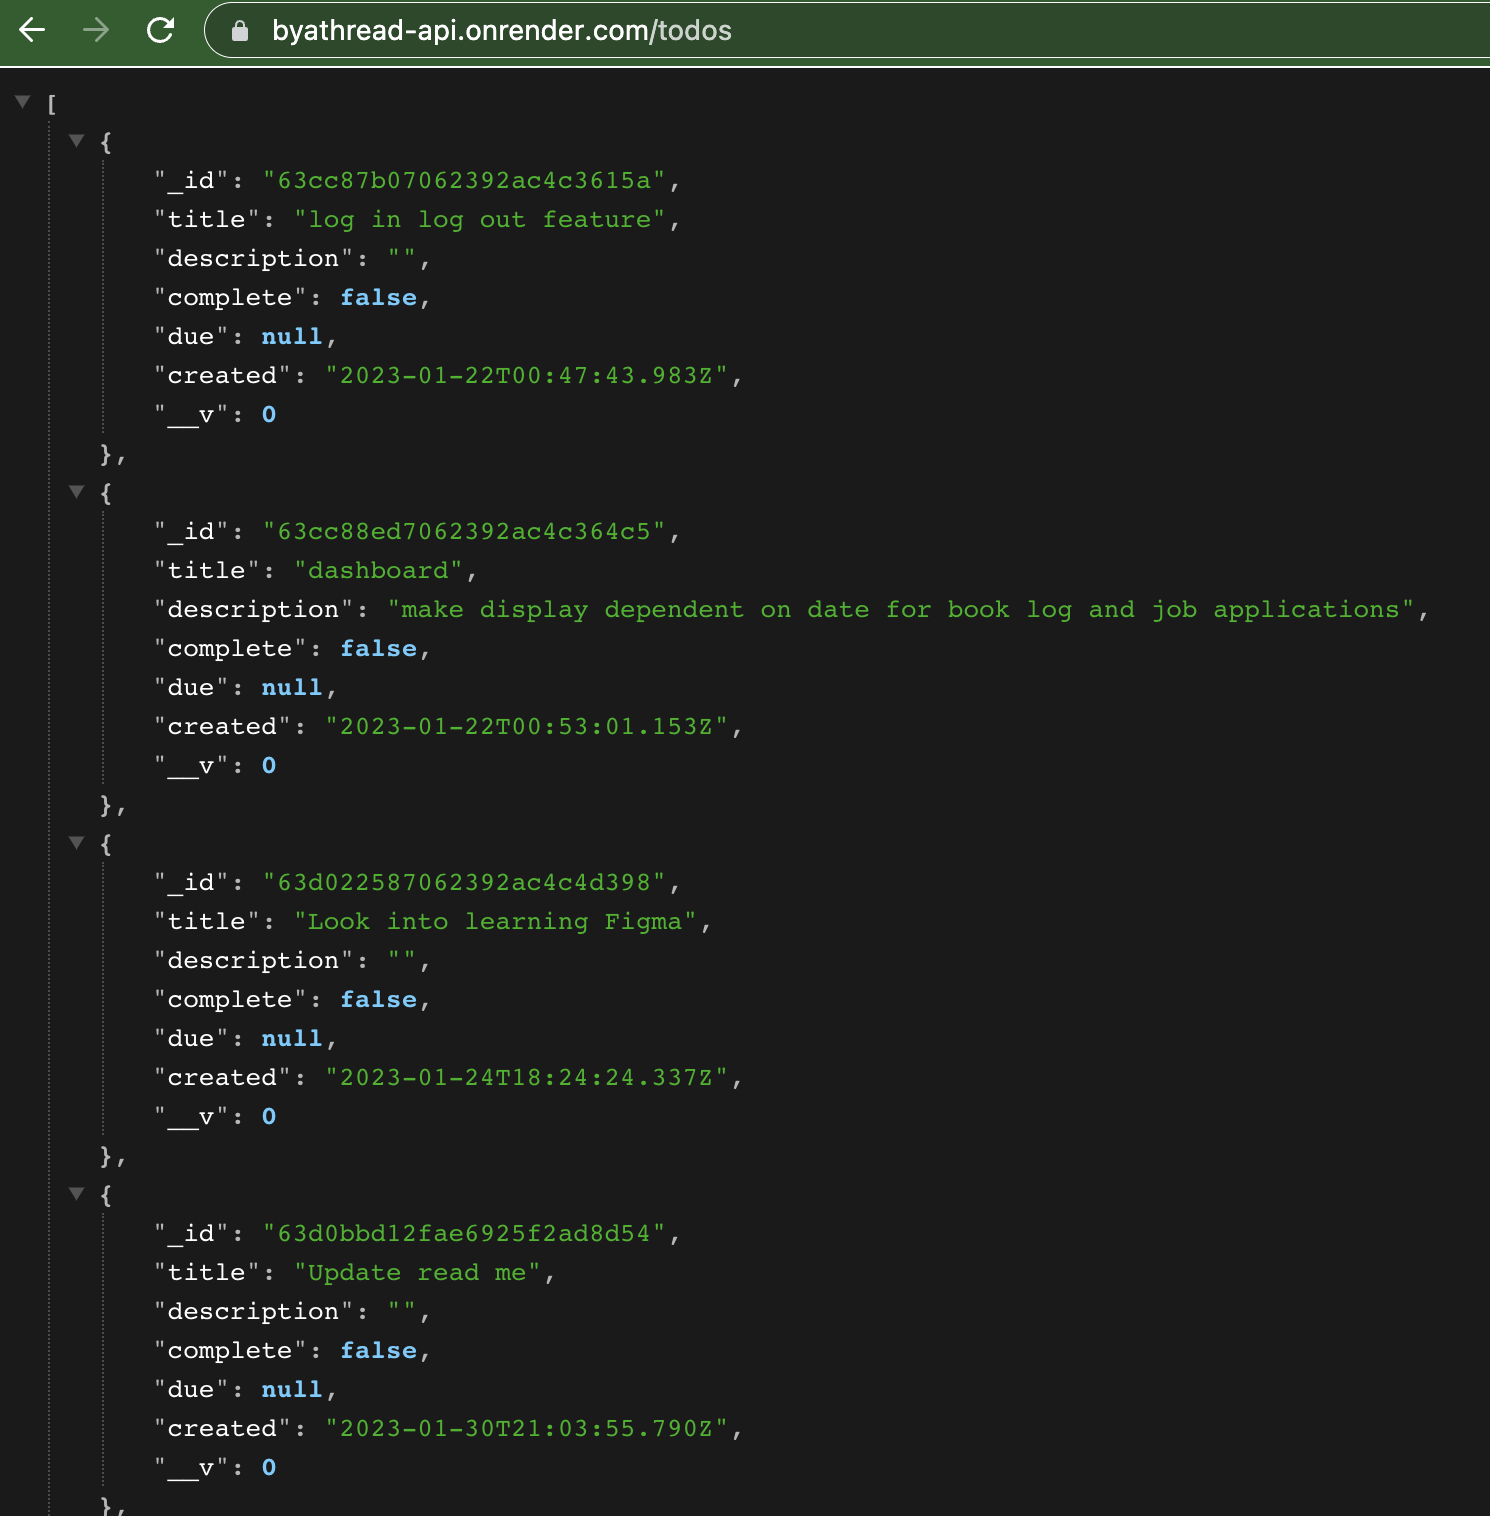 byathread-api.onrender.com/todos
[
{
"_id": "63cc87b07062392ac4c3615a",
"title": "log in log out feature",
"description": "",
"complete": false,
"due": null,
"created": "2023-01-22T00:47:43.983Z",
"__v": 0
},
{
"_id": "63cc88ed7062392ac4c364c5",
"title": "dashboard",
"description": "make display dependent on date for book log and job applications",
"complete": false,
"due": null,
"created": "2023-01-22T00:53:01.153Z",
"__v": 0
},
{
"_id": "63d022587062392ac4c4d398",
"title": "Look into learning Figma",
"description": "",
"complete": false,
"due": null,
"created": "2023-01-24T18:24:24.337Z",
"__v": 0
},
{
"_id": "63d0bbd12fae6925f2ad8d54",
"title": "Update read me",
"description": "",
"complete": false,
"due": null,
"created": "2023-01-30T21:03:55.790Z",
"__v": 0
},